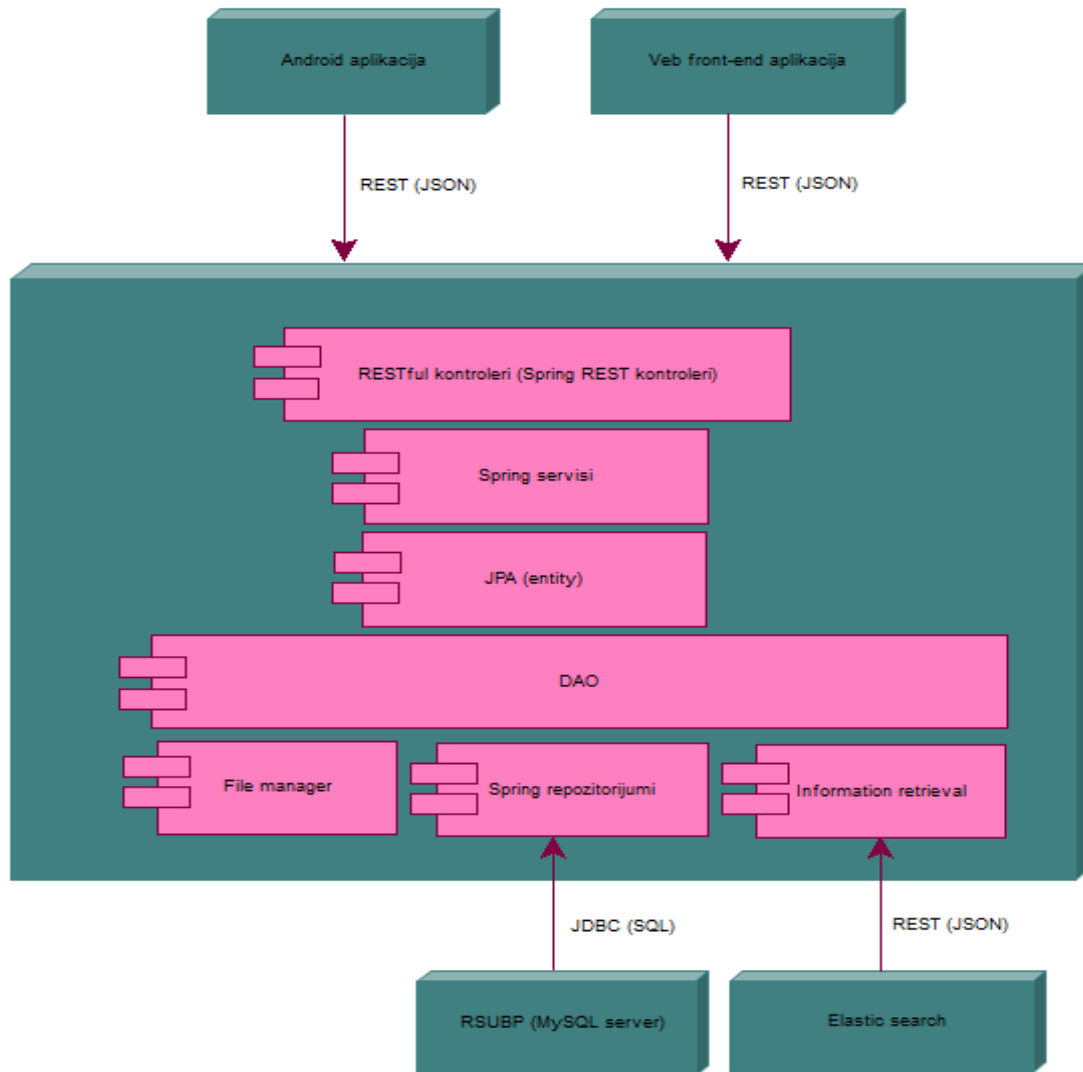 Android aplikacija
Veb front-end aplikacija
REST (JSON)
REST (JSON)
RESTful kontroleri (Spring REST kontroleri)
Spring servisi
JPA (entity)
DAO
File manager
Spring repozitorijumi
Information retrieval
JDBC (SQL)
REST (JSON)
RSUBP (MySQL server)
Elastic search